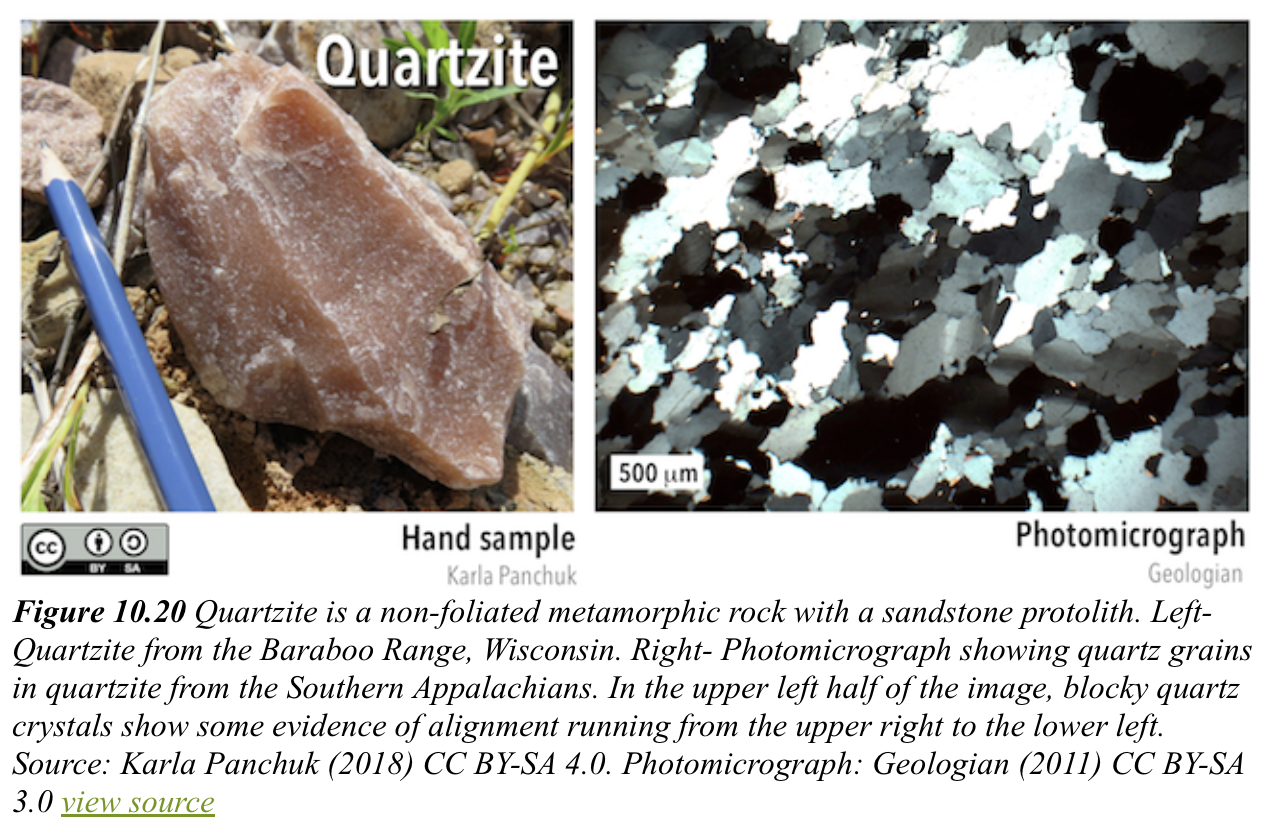 Quartzite
500 μm
cc BY SA
Hand sample
Karla Panchuk
Photomicrograph
Geologian
Figure 10.20 Quartzite is a non-foliated metamorphic rock with a sandstone protolith. Left-
Quartzite from the Baraboo Range, Wisconsin. Right- Photomicrograph showing quartz grains
in quartzite from the Southern Appalachians. In the upper left half of the image, blocky quartz
crystals show some evidence of alignment running from the upper right to the lower left.
Source: Karla Panchuk (2018) CC BY-SA 4.0. Photomicrograph: Geologian (2011) CC BY-SA
3.0 view source